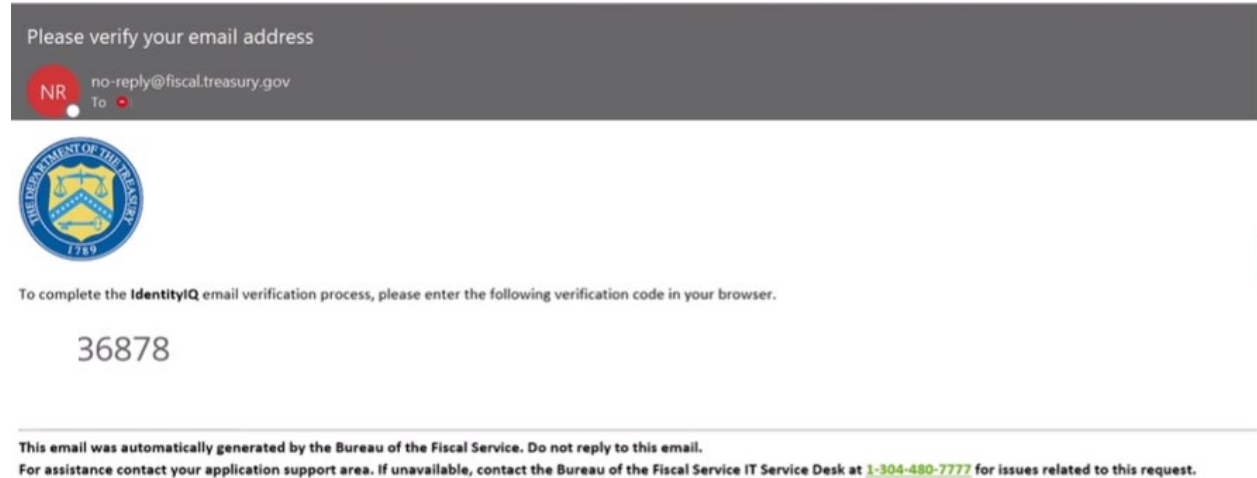 Please verify your email address
NR
no-reply@fiscal.treasury.gov
To
THE DEPARTMENT OF THE TREASURY
1789
To complete the IdentityIQ email verification process, please enter the following verification code in your browser.
36878
This email was automatically generated by the Bureau of the Fiscal Service. Do not reply to this email.
For assistance contact your application support area. If unavailable, contact the Bureau of the Fiscal Service IT Service Desk at 1-304-480-7777 for issues related to this request.